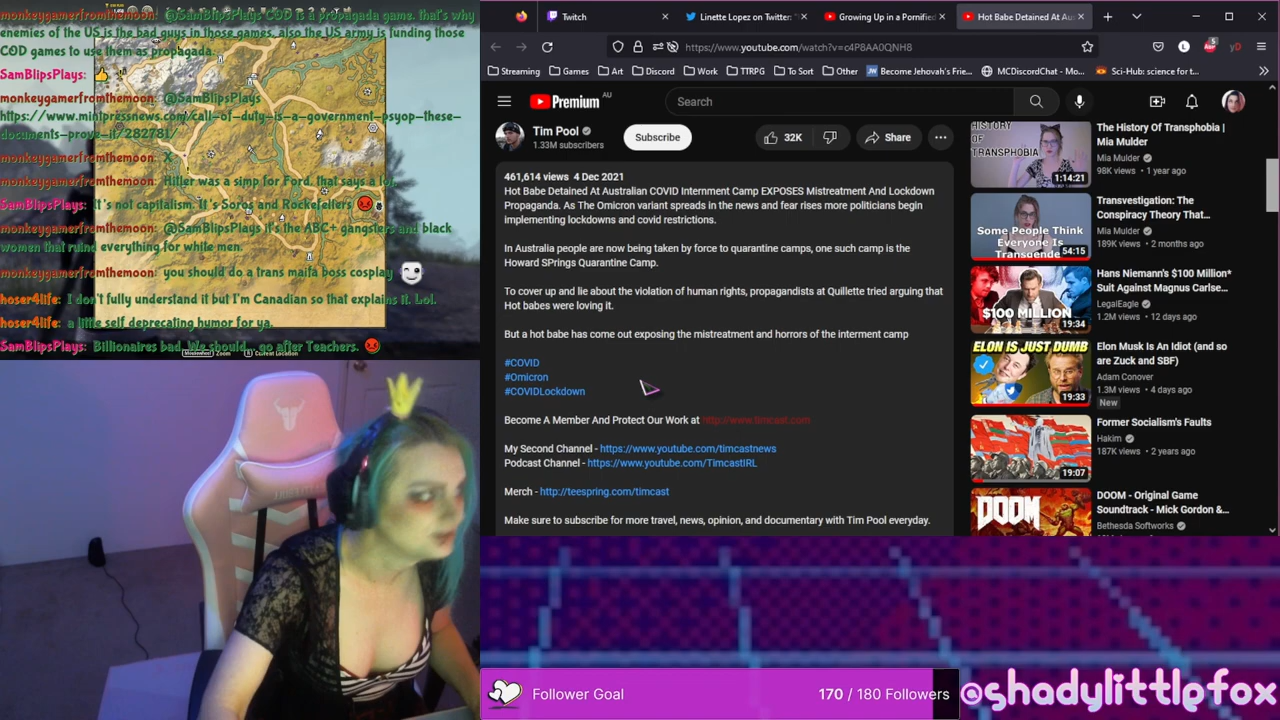 monkeygamerfromthemoon: @SamBlipsPlays COD is a propagada game. that's why
enemies of the US is the bad guys in those games, also the US army is funding those
COD games to use them as propagada.
SamBlipsPlays: 👍
monkeygamerfromthemoon: @SamBlipsPlays
https://www.mintpressnews.com/call-of-duty-is-a-government-psyop-these-
documents-prove-it/282781/
monkeygamerfromthemoon: X
monkeygamerfromthemoon: Hitler was a simp for Ford. that says a lot.
SamBlipsPlays: It's not capitalism. It's Soros and Rockefellers 😡
monkeygamerfromthemoon: @SamBlipsPlays it's the ABC+ gangsters and black
women that ruind everything for white men.
monkeygamerfromthemoon: you should do a trans maifa boss cosplay
hoser4life: I don't fully understand it but I'm Canadian so that explains it. Lol.
hoser4life: a little self deprecaling humor for ya.
SamBlipsPlays: Billionaires bad. We should... go after Teachers. 😡
Zoom Current Location
Twitch
Linette Lopez on Twitter: "
Growing Up in a Pornified
Hot Babe Detained At Au
https://www.youtube.com/watch?v=c4P8AA0QNH8
Streaming Games Art Discord Work TTRPG To Sort Other Become Jehovah's Frie... MCDiscordChat - Mo... Sci-Hub: science for t...
Premium AU
Search
Tim Pool
1.33M subscribers
Subscribe
32K
Share
461,614 views 4 Dec 2021
Hot Babe Detained At Australian COVID Internment Camp EXPOSES Mistreatment And Lockdown
Propaganda. As The Omicron variant spreads in the news and fear rises more politicians begin
implementing lockdowns and covid restrictions.
In Australia people are now being taken by force to quarantine camps, one such camp is the
Howard SPrings Quarantine Camp.
To cover up and lie about the violation of human rights, propagandists at Quillette tried arguing that
Hot babes were loving it.
But a hot babe has come out exposing the mistreatment and horrors of the interment camp
#COVID
#Omicron
#COVIDLockdown
Become A Member And Protect Our Work at http://www.timcast.com
My Second Channel - https://www.youtube.com/timcastnews
Podcast Channel - https://www.youtube.com/TimcastIRL
Merch - http://teespring.com/timcast
Make sure to subscribe for more travel, news, opinion, and documentary with Tim Pool everyday.
HISTORY OF
TRANSPHOBIA
1:14:21
The History Of Transphobia |
Mia Mulder
Mia Mulder
98K views • 1 year ago
Some People Think
Everyone Is
Transgender
54:15
Transvestigation: The
Conspiracy Theory That...
Mia Mulder
189K views • 2 months ago
$100 MILLION
19:34
Hans Niemann's $100 Million*
Suit Against Magnus Carlse...
LegalEagle
1.2M views • 12 days ago
ELON IS JUST DUMB
19:33
Elon Musk Is An Idiot (and so
are Zuck and SBF)
Adam Conover
1.3M views • 4 days ago
New
19:07
Former Socialism's Faults
Hakim
187K views • 2 years ago
DOOM
DOOM - Original Game
Soundtrack - Mick Gordon &...
Bethesda Softworks
Follower Goal
170 / 180 Followers
@shadylittlefox